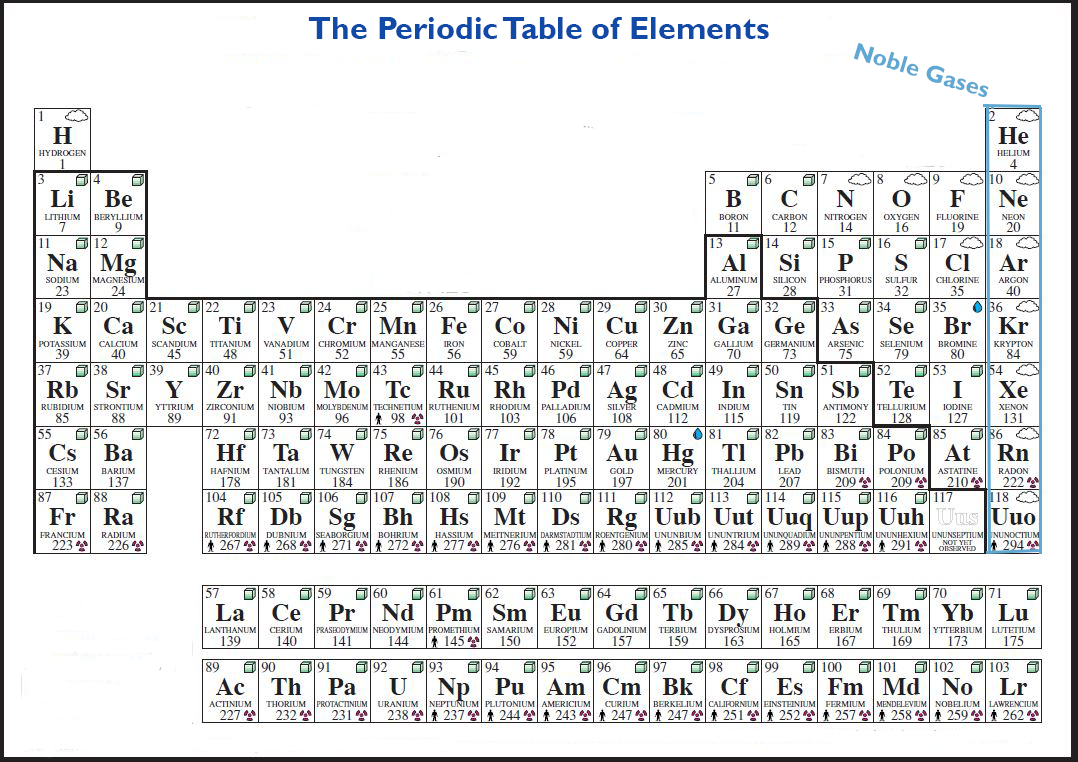 The Periodic Table of Elements
Noble Gases
1
H
HYDROGEN
1
2
He
HELIUM
4
3
Li
LITHIUM
7
4
Be
BERYLLIUM
9
5
B
BORON
11
6
C
CARBON
12
7
N
NITROGEN
14
8
O
OXYGEN
16
9
F
FLUORINE
19
10
Ne
NEON
20
11
Na
SODIUM
23
12
Mg
MAGNESIUM
24
13
Al
ALUMINUM
27
14
Si
SILICON
28
15
P
PHOSPHORUS
31
16
S
SULFUR
32
17
Cl
CHLORINE
35
18
Ar
ARGON
40
19
K
POTASSIUM
39
20
Ca
CALCIUM
40
21
Sc
SCANDIUM
45
22
Ti
TITANIUM
48
23
V
VANADIUM
51
24
Cr
CHROMIUM
52
25
Mn
MANGANESE
55
26
Fe
IRON
56
27
Co
COBALT
59
28
Ni
NICKEL
59
29
Cu
COPPER
64
30
Zn
ZINC
65
31
Ga
GALLIUM
70
32
Ge
GERMANIUM
73
33
As
ARSENIC
75
34
Se
SELENIUM
79
35
Br
BROMINE
80
36
Kr
KRYPTON
84
37
Rb
RUBIDIUM
85
38
Sr
STRONTIUM
88
39
Y
YTTRIUM
89
40
Zr
ZIRCONIUM
91
41
Nb
NIOBIUM
93
42
Mo
MOLYBDENUM
96
43
Tc
TECHNETIUM
98
44
Ru
RUTHENIUM
101
45
Rh
RHODIUM
103
46
Pd
PALLADIUM
106
47
Ag
SILVER
108
48
Cd
CADMIUM
112
49
In
INDIUM
115
50
Sn
TIN
119
51
Sb
ANTIMONY
122
52
Te
TELLURIUM
128
53
I
IODINE
127
54
Xe
XENON
131
55
Cs
CESIUM
133
56
Ba
BARIUM
137
72
Hf
HAFNIUM
178
73
Ta
TANTALIUM
181
74
W
TUNGSTEN
184
75
Re
RHENIUM
186
76
Os
OSMIUM
190
77
Ir
IRIDIUM
192
78
Pt
PLATINUM
195
79
Au
GOLD
197
80
Hg
MERCURY
201
81
Tl
THALLIUM
204
82
Pb
LEAD
207
83
Bi
BISMUTH
209
84
Po
POLONIUM
209
85
At
ASTATINE
210
86
Rn
RADON
222
87
Fr
FRANCIUM
223
88
Ra
RADIUM
226
104
Rf
RUTHERFORDIUM
267
105
Db
DUBNIUM
268
106
Sg
SEABORGIUM
271
107
Bh
BOHRIUM
272
108
Hs
HASSIUM
277
109
Mt
MEITNERIUM
276
110
Ds
DARMSTADTIUM
281
111
Rg
ROENTGENIUM
280
112
Uub
UNUNBIUM
285
113
Uut
UNUNTRIUM
284
114
Uuq
UNUNQUADIUM
289
115
Uup
UNUNPENTIUM
288
116
Uuh
UNUNHEXIUM
291
117
Uus
UNUNSEPTIUM
NOT YET
OBSERVED
118
Uuo
UNUNOCTIUM
294
57
La
LANTHANUM
139
58
Ce
CERIUM
140
59
Pr
PRASEODYMIUM
141
60
Nd
NEODYMIUM
144
61
Pm
PROMETHIUM
145
62
Sm
SAMARIUM
150
63
Eu
EUROPIUM
152
64
Gd
GADOLINIUM
157
65
Tb
TERBIUM
159
66
Dy
DYSPROSIUM
163
67
Ho
HOLMIUM
165
68
Er
ERBIUM
167
69
Tm
THULIUM
169
70
Yb
YTTERBIUM
173
71
Lu
LUTETIUM
175
89
Ac
ACTINIUM
227
90
Th
THORIUM
232
91
Pa
PROTACTINIUM
231
92
U
URANIUM
238
93
Np
NEPTUNIUM
237
94
Pu
PLUTONIUM
244
95
Am
AMERICIUM
243
96
Cm
CURIUM
247
97
Bk
BERKELIUM
247
98
Cf
CALIFORNIUM
251
99
Es
EINSTEINIUM
252
100
Fm
FERMIUM
257
101
Md
MENDELEVIUM
258
102
No
NOBELIUM
259
103
Lr
LAWRENCIUM
262